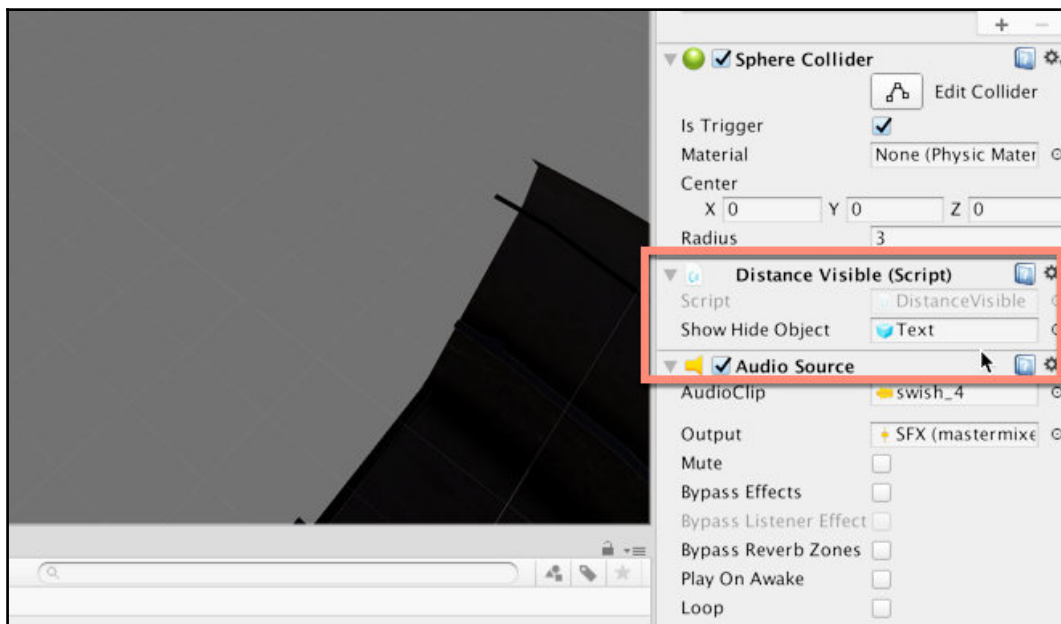 Sphere Collider
Edit Collider
Is Trigger
Material None (Physic Mater
Center
X 0 Y 0 Z 0
Radius 3
Distance Visible (Script)
Script DistanceVisible
Show Hide Object Text
Audio Source
AudioClip swish_4
Output SFX (mastermixe
Mute
Bypass Effects
Bypass Listener Effect
Bypass Reverb Zones
Play On Awake
Loop